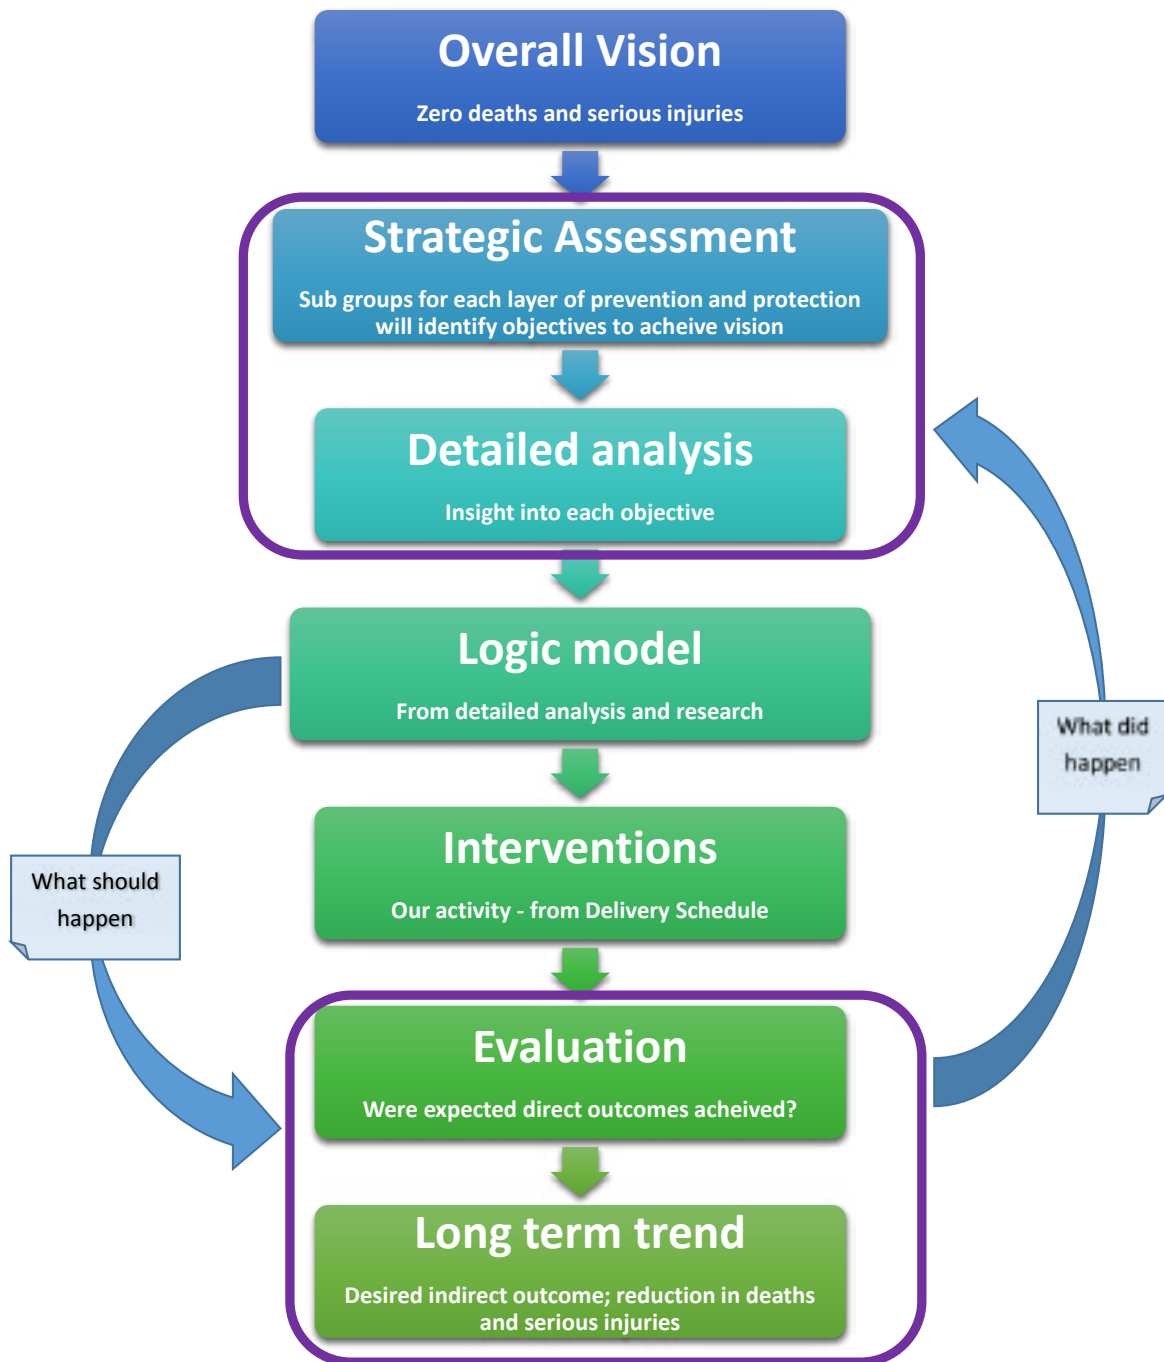 Overall Vision
Zero deaths and serious injuries
Strategic Assessment
Sub groups for each layer of prevention and protection
will identify objectives to acheive vision
Detailed analysis
Insight into each objective
Logic model
From detailed analysis and research
What did
happen
Interventions
Our activity - from Delivery Schedule
What should
happen
Evaluation
Were expected direct outcomes acheived?
Long term trend
Desired indirect outcome; reduction in deaths
and serious injuries